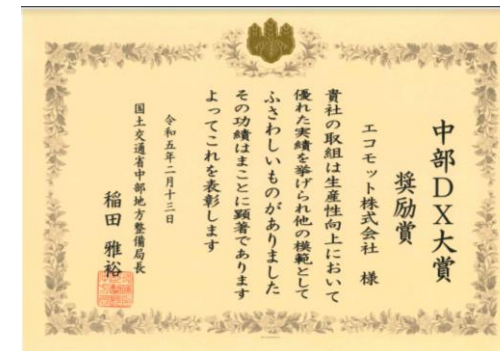 中部DX大賞
奨励賞
エコモット株式会社 様
貴社の取組は生産性向上において
優れた実績を挙げられ他の模範として
ふさわしいものがありました
その功績はまことに顕著であります
よってこれを表彰します
令和五年二月十三日
国土交通省中部地方整備局長
稲田 雅裕